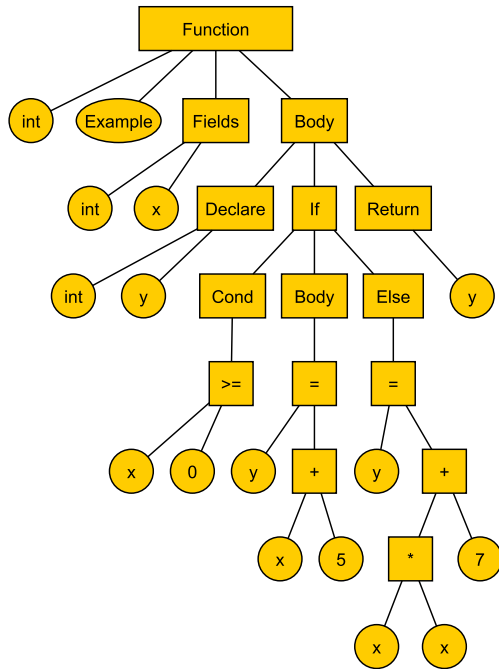 Function
int Example Fields Body
int x Declare If Return
int y Cond Body Else y
>= = =
x 0 y + y +
x 5 * 7
x x